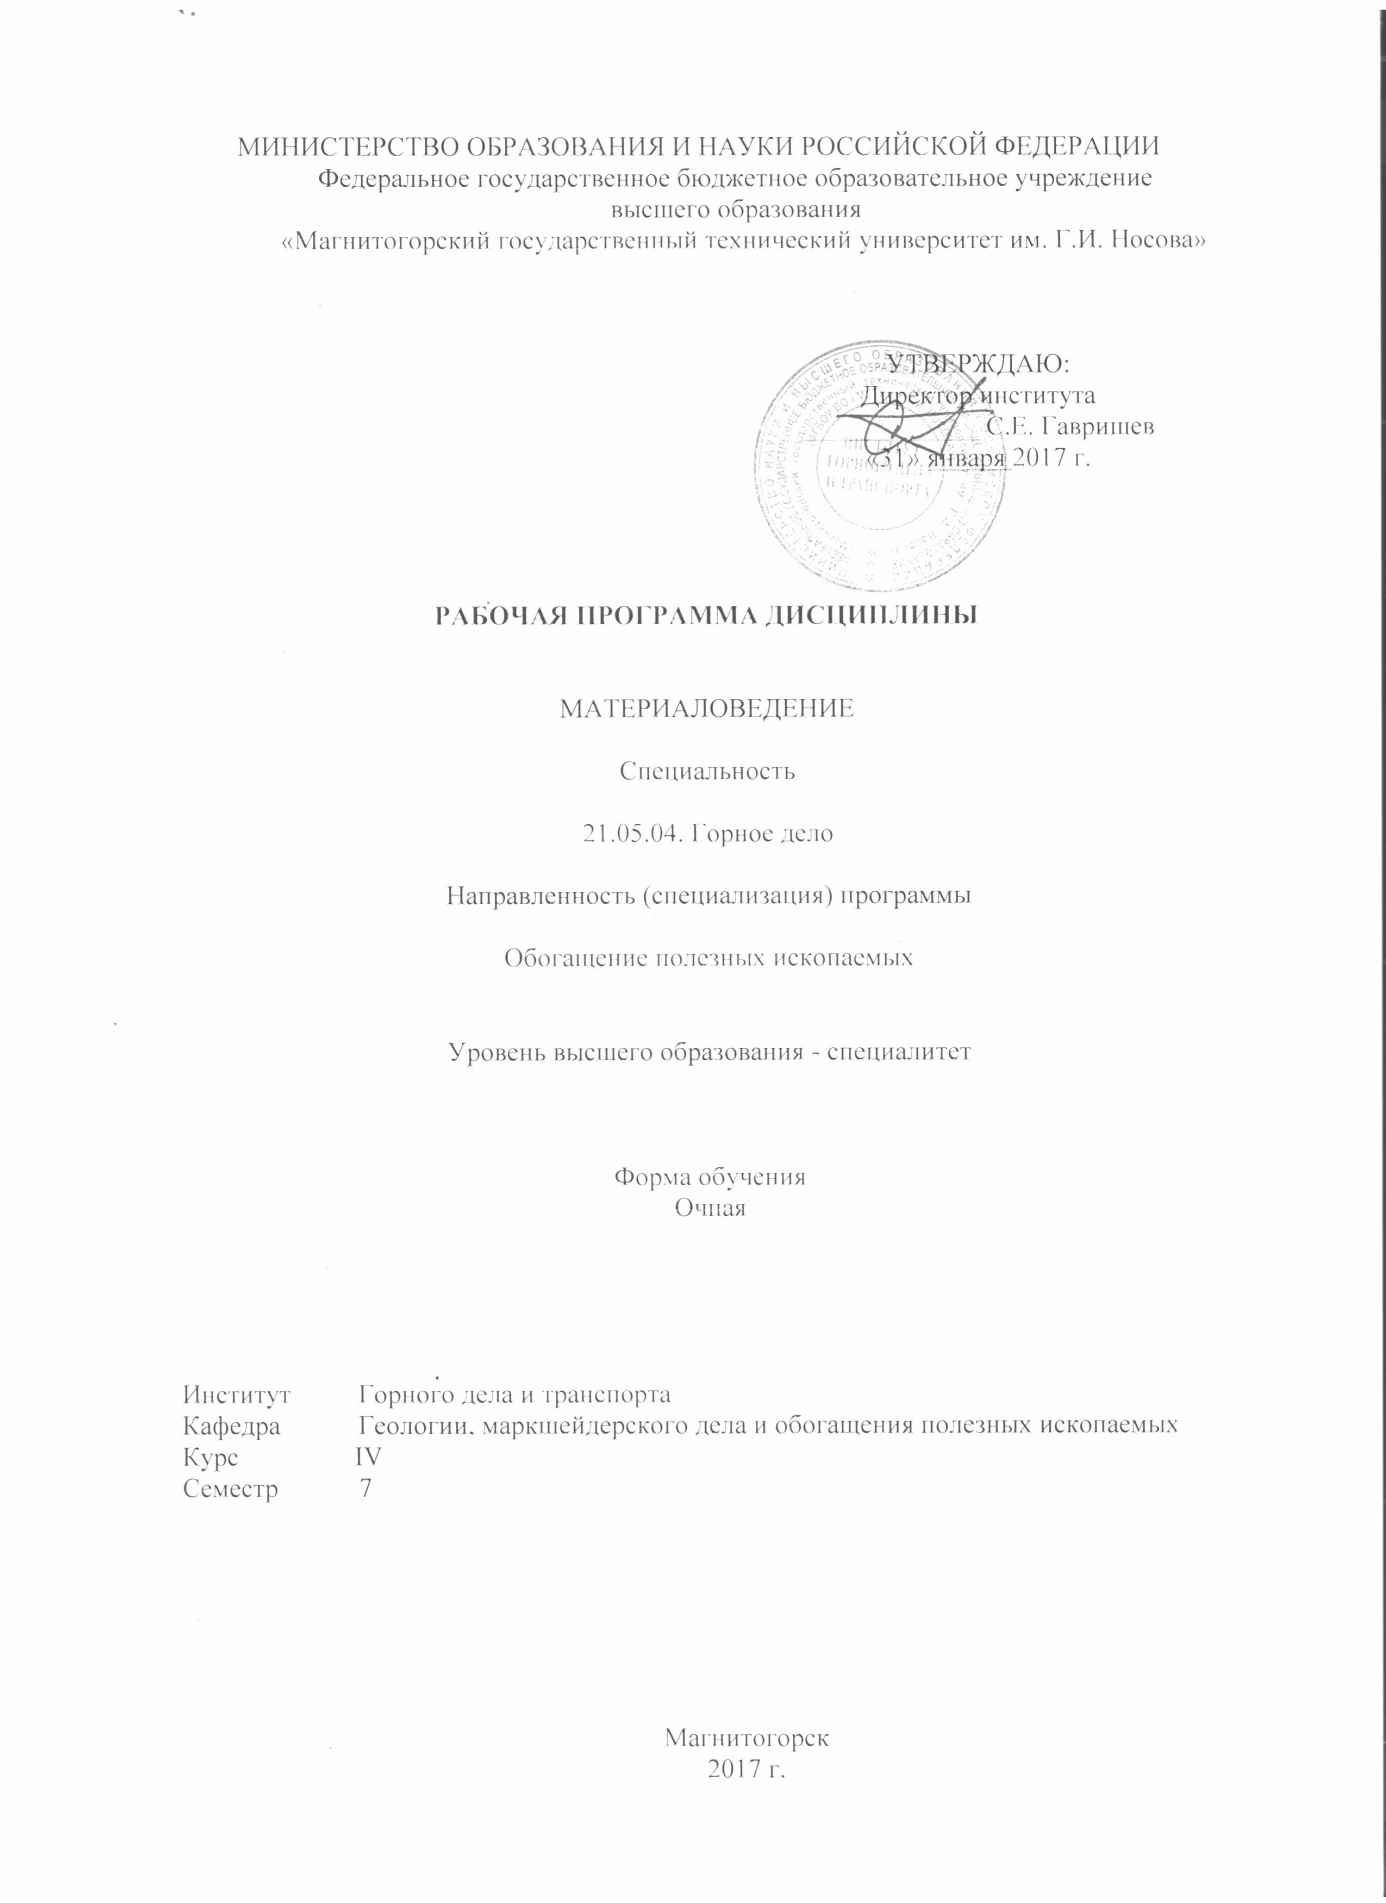 МИНИСТЕРСТВО ОБРАЗОВАНИЯ И НАУКИ РОССИЙСКОЙ ФЕДЕРАЦИИ
Федеральное государственное бюджетное образовательное учреждение
высшего образования
«Магнитогорский государственный технический университет им. Г.И. Носова»
УТВЕРЖДАЮ:
Директор института
С.Е. Гавришев
«31» января 2017 г.
РАБОЧАЯ ПРОГРАММА ДИСЦИПЛИНЫ
МАТЕРИАЛОВЕДЕНИЕ
Специальность
21.05.04. Горное дело
Направленность (специализация) программы
Обогащение полезных ископаемых
Уровень высшего образования - специалитет
Форма обучения
Очная
Институт Горного дела и транспорта
Кафедра Геологии, маркшейдерского дела и обогащения полезных ископаемых
Курс IV
Семестр 7
Магнитогорск
2017 г.